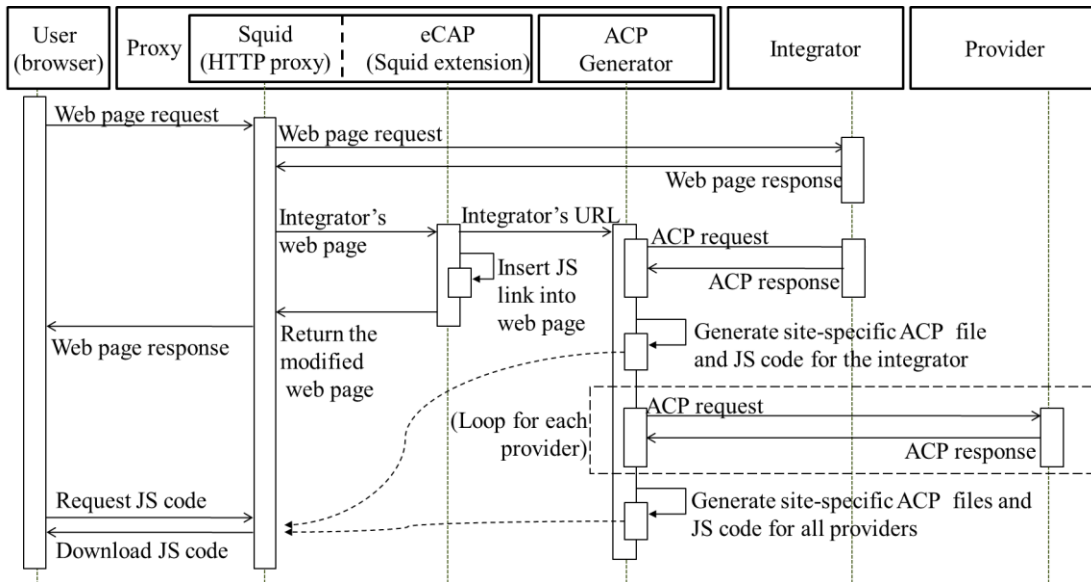 User
(browser)
Proxy
Squid
(HTTP proxy)
eCAP
(Squid extension)
ACP
Generator
Integrator
Provider
Web page request
Web page request
Web page response
Integrator's
web page
Integrator's URL
ACP request
Insert JS
link into
web page
ACP response
Web page response
Return the
modified
web page
Generate site-specific ACP file
and JS code for the integrator
(Loop for each
provider)
ACP request
ACP response
Request JS code
Generate site-specific ACP files and
JS code for all providers
Download JS code